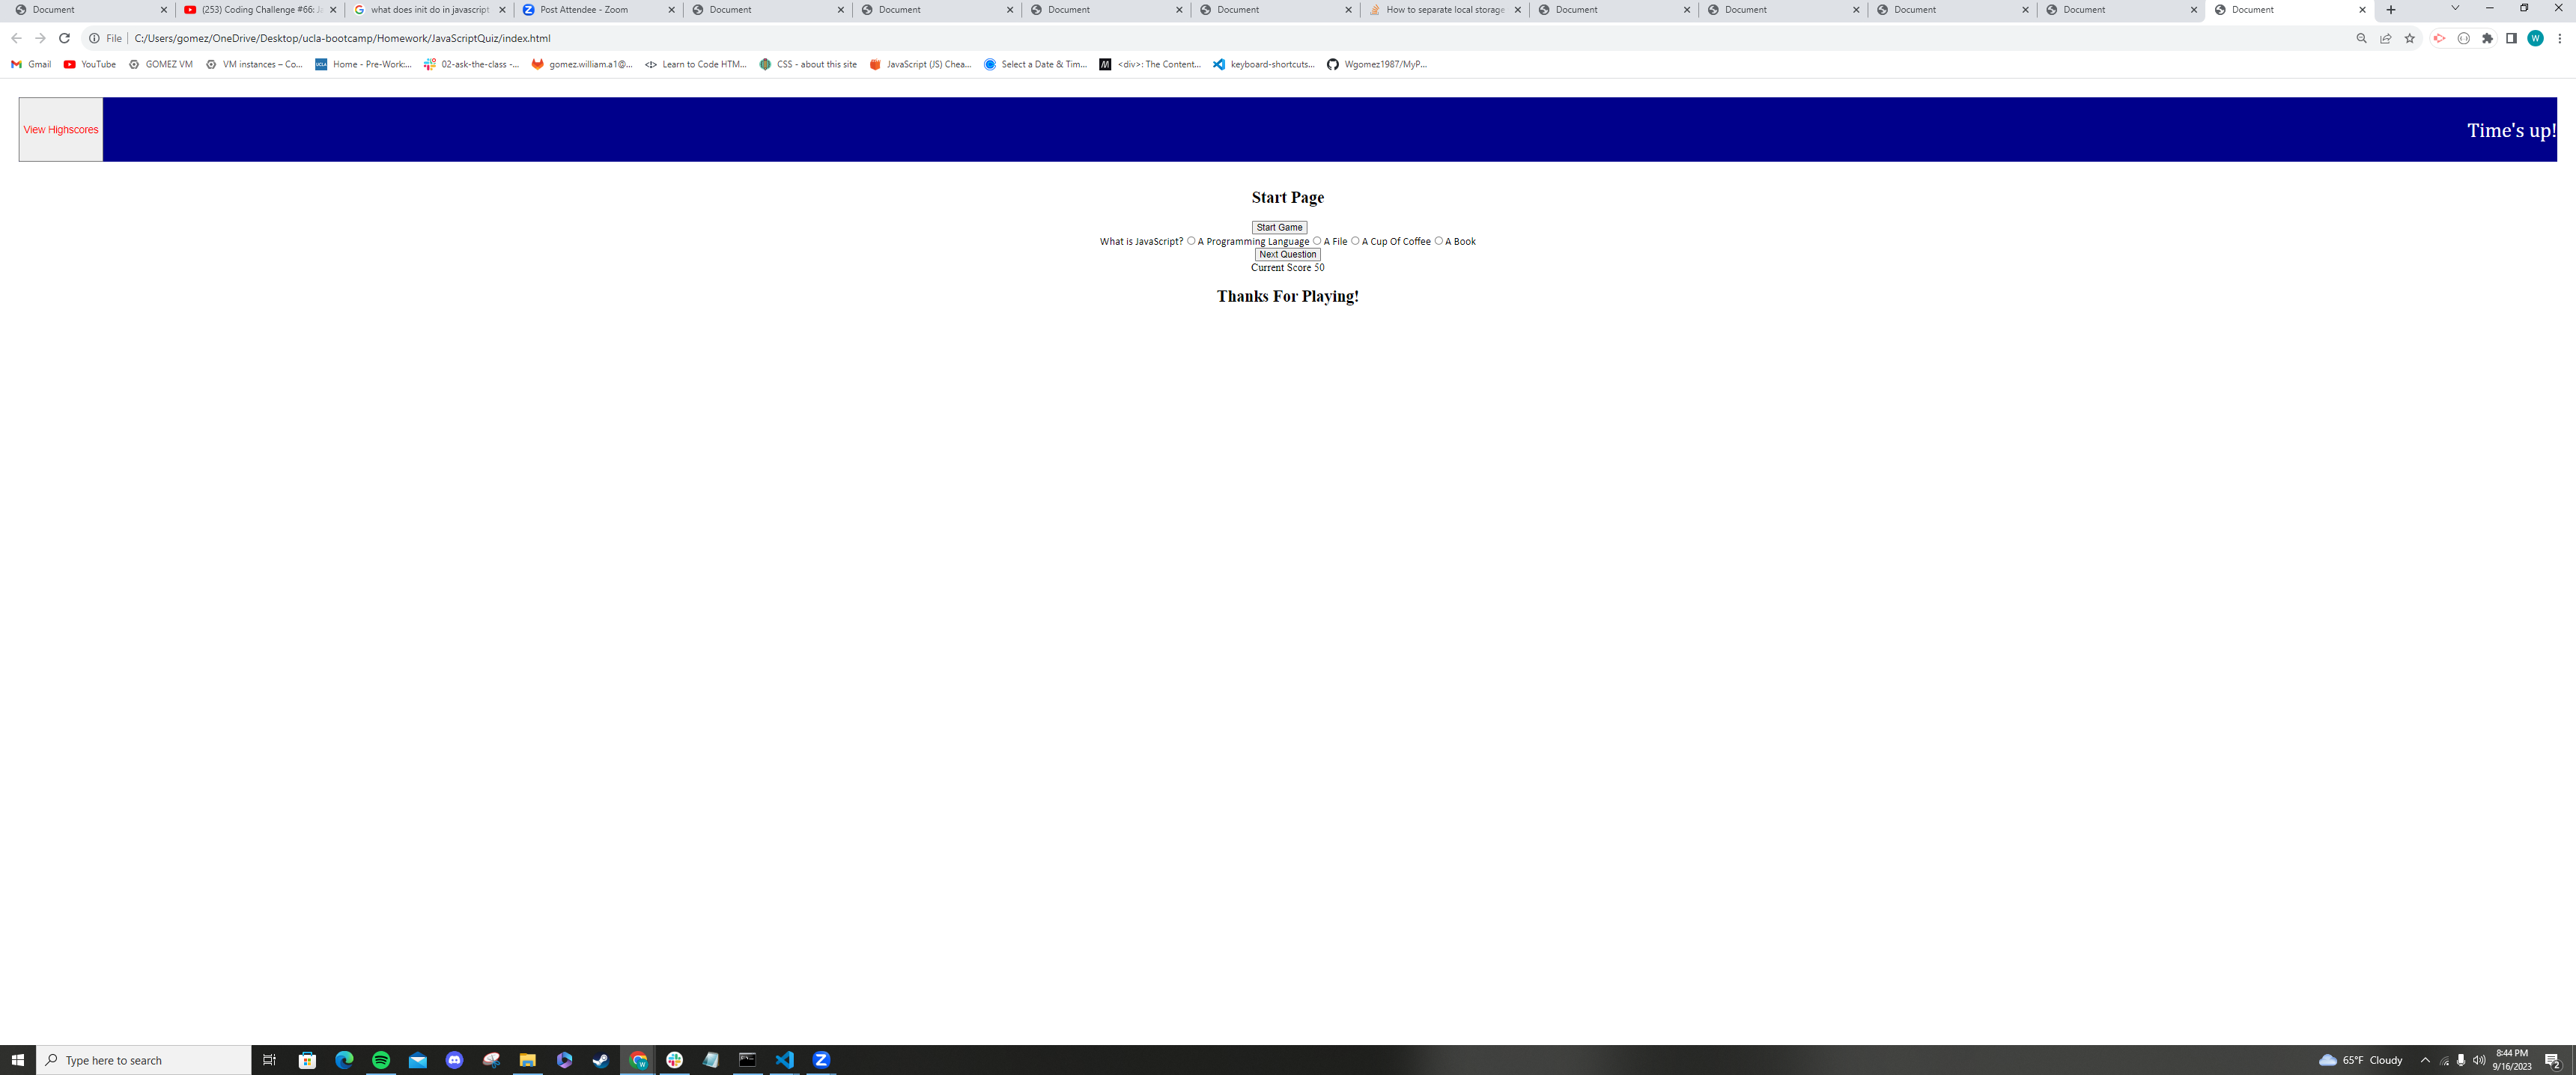 Document
(253) Coding Challenge #66: J
what does init do in javascript
Post Attendee - Zoom
Document
Document
Document
Document
How to separate local storage
Document
Document
Document
Document
Document
File
C:/Users/gomez/OneDrive/Desktop/ucla-bootcamp/Homework/JavaScriptQuiz/index.html
W
Gmail
YouTube
GOMEZ VM
VM instances – Co...
Home - Pre-Work:...
02-ask-the-class -...
gomez.william.a1@...
Learn to Code HTM...
CSS - about this site
JavaScript (JS) Chea...
Select a Date & Tim...
<div>: The Content...
keyboard-shortcuts...
Wgomez1987/MyP...
View Highscores
Time's up!
Start Page
Start Game
What is JavaScript? A Programming Language A File A Cup Of Coffee A Book
Next Question
Current Score 50
Thanks For Playing!
Type here to search
65°F Cloudy
8:44 PM
9/16/2023
2